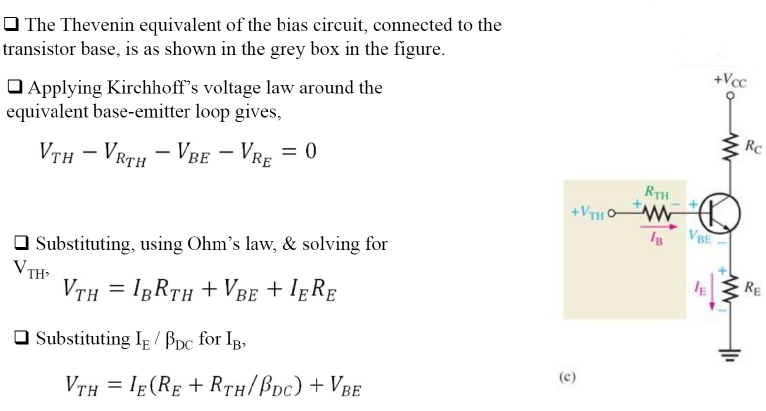 ❑ The Thevenin equivalent of the bias circuit, connected to the
transistor base, is as shown in the grey box in the figure.
❑ Applying Kirchhoff's voltage law around the
equivalent base-emitter loop gives,
V_TH − V_RTH − V_BE − V_RE = 0
❑ Substituting, using Ohm's law, & solving for
V_TH,
V_TH = I_B R_TH + V_BE + I_E R_E
❑ Substituting I_E / β_DC for I_B,
V_TH = I_E(R_E + R_TH/β_DC) + V_BE
+V_CC
R_C
R_TH
+V_TH
+ −
+
I_B
V_BE −
+
I_E
R_E
−
(c)